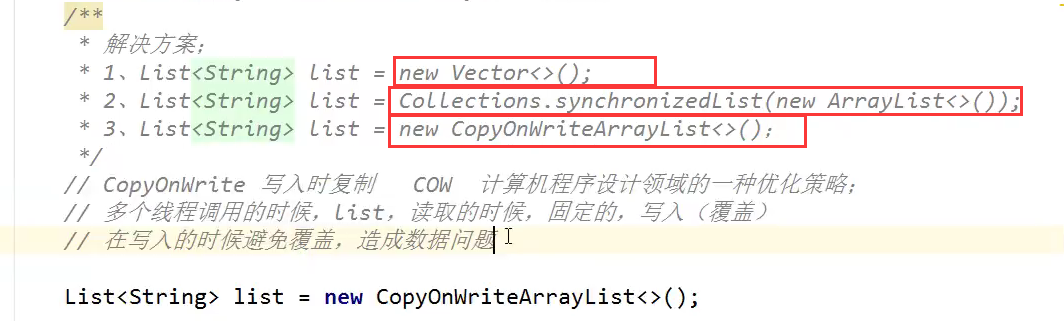 /**
* 解决方案；
* 1、List<String> list = new Vector<>();
* 2、List<String> list = Collections.synchronizedList(new ArrayList<>());
* 3、List<String> list = new CopyOnWriteArrayList<>()；
*/
// CopyOnWrite 写入时复制 COW 计算机程序设计领域的一种优化策略；
// 多个线程调用的时候，list，读取的时候，固定的，写入（覆盖）
// 在写入的时候避免覆盖，造成数据问题
List<String> list = new CopyOnWriteArrayList<>();